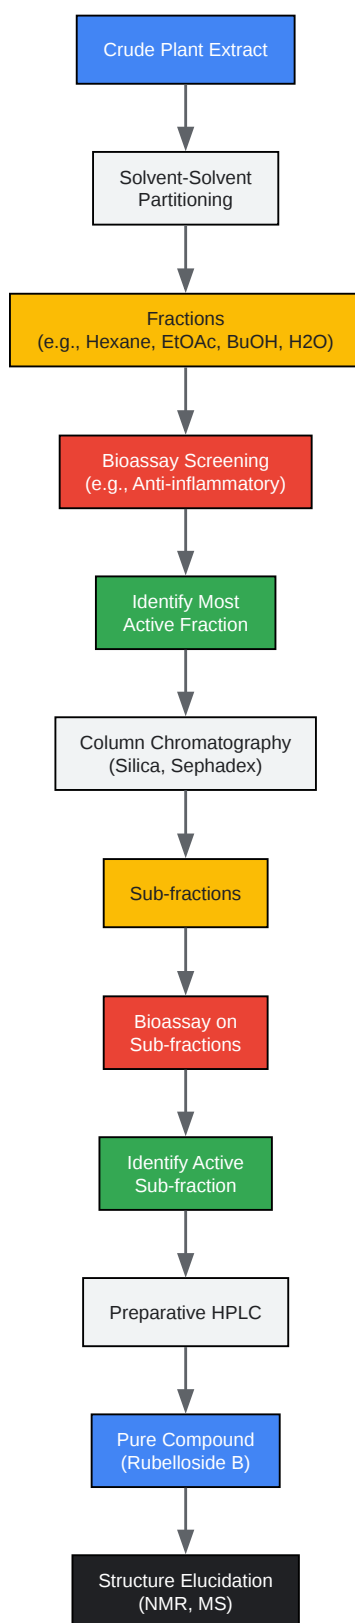 Crude Plant Extract
Solvent-Solvent
Partitioning
Fractions
(e.g., Hexane, EtOAc, BuOH, H2O)
Bioassay Screening
(e.g., Anti-inflammatory)
Identify Most
Active Fraction
Column Chromatography
(Silica, Sephadex)
Sub-fractions
Bioassay on
Sub-fractions
Identify Active
Sub-fraction
Preparative HPLC
Pure Compound
(Rubelloside B)
Structure Elucidation
(NMR, MS)